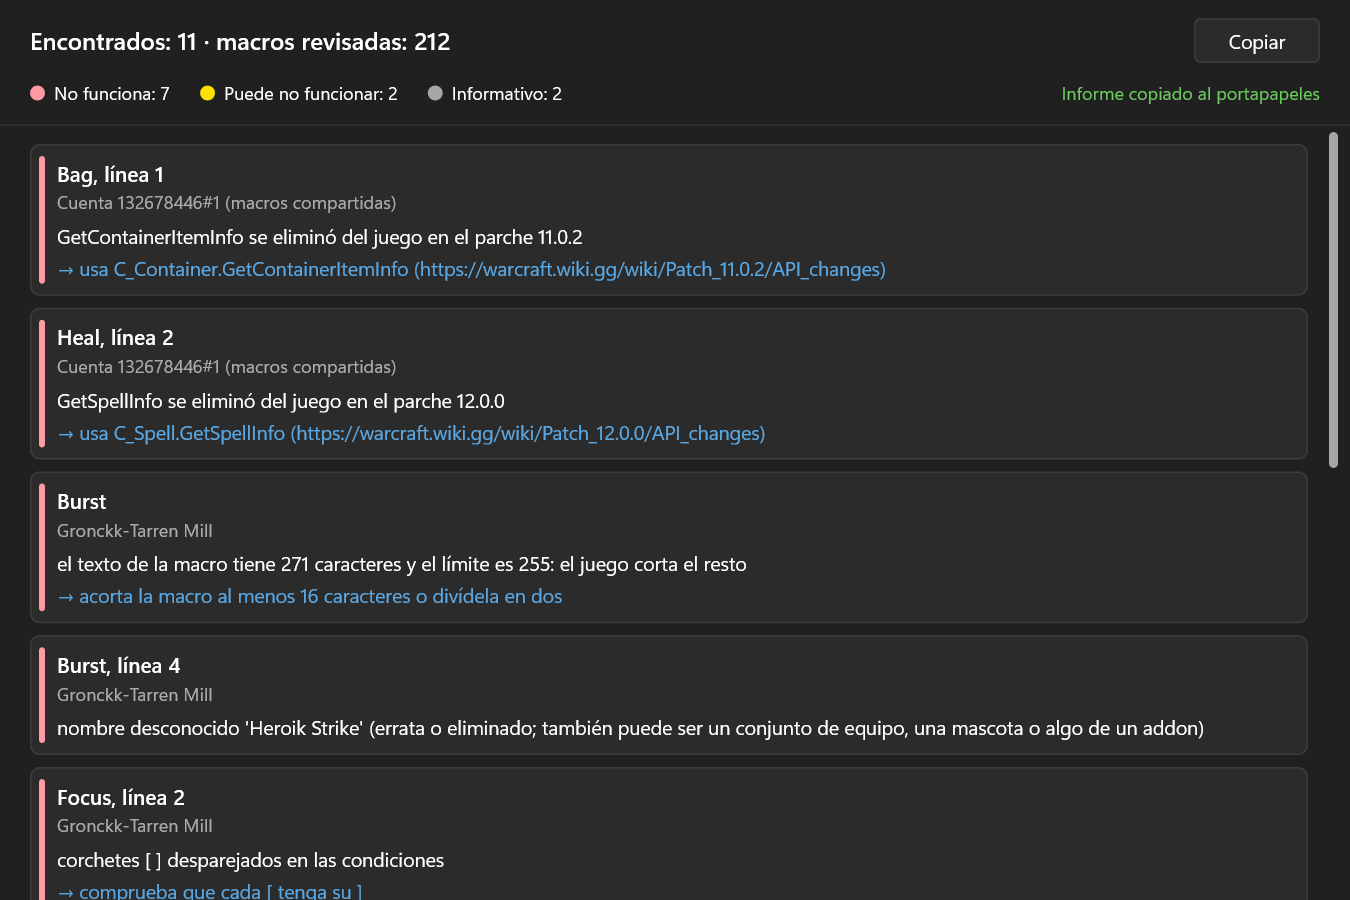 Encontrados: 11 · macros revisadas: 212
Copiar
No funciona: 7
Puede no funcionar: 2
Informativo: 2
Informe copiado al portapapeles
Bag, línea 1
Cuenta 132678446#1 (macros compartidas)
GetContainerItemInfo se eliminó del juego en el parche 11.0.2
→ usa C_Container.GetContainerItemInfo (https://warcraft.wiki.gg/wiki/Patch_11.0.2/API_changes)
Heal, línea 2
Cuenta 132678446#1 (macros compartidas)
GetSpellInfo se eliminó del juego en el parche 12.0.0
→ usa C_Spell.GetSpellInfo (https://warcraft.wiki.gg/wiki/Patch_12.0.0/API_changes)
Burst
Gronckk-Tarren Mill
el texto de la macro tiene 271 caracteres y el límite es 255: el juego corta el resto
→ acorta la macro al menos 16 caracteres o divídela en dos
Burst, línea 4
Gronckk-Tarren Mill
nombre desconocido 'Heroik Strike' (errata o eliminado; también puede ser un conjunto de equipo, una mascota o algo de un addon)
Focus, línea 2
Gronckk-Tarren Mill
corchetes [ ] desparejados en las condiciones
→ comprueba que cada [ tenga su ]